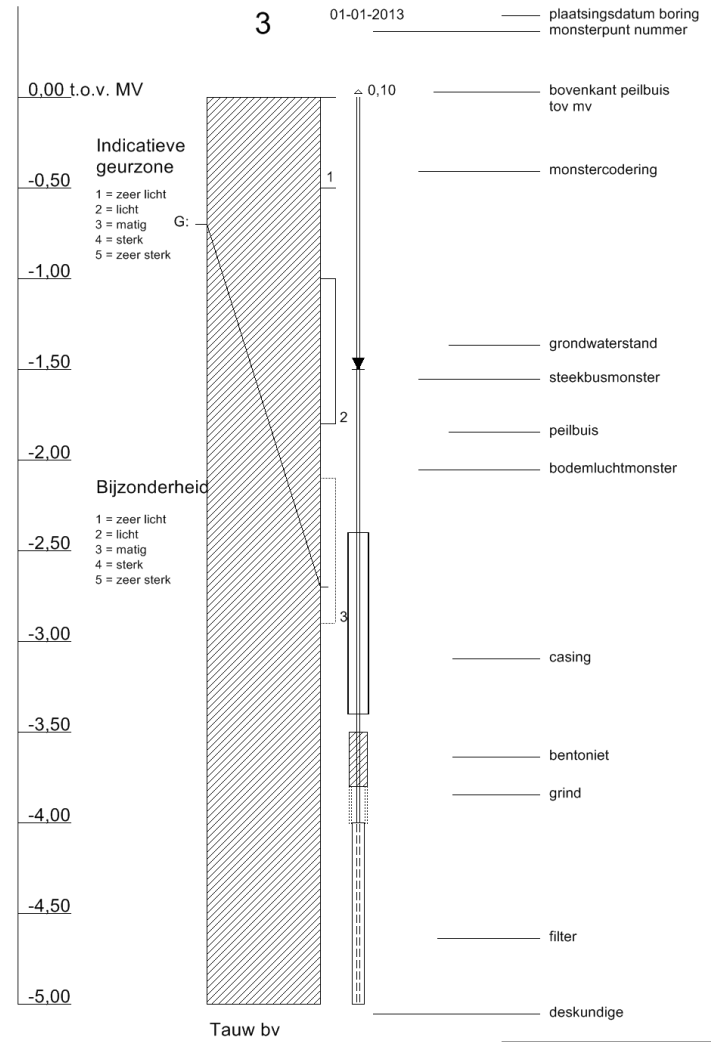 3
01-01-2013
plaatsingsdatum boring
monsterpunt nummer
0,00 t.o.v. MV
0,10
bovenkant peilbuis
tov mv
Indicatieve
geurzone
1 = zeer licht
2 = licht
3 = matig
4 = sterk
5 = zeer sterk
G:
1
monstercodering
-0,50
-1,00
grondwaterstand
-1,50
steekbusmonster
2
peilbuis
-2,00
bodemluchtmonster
Bijzonderheid
1 = zeer licht
2 = licht
3 = matig
4 = sterk
5 = zeer sterk
-2,50
3
-3,00
casing
-3,50
bentoniet
grind
-4,00
-4,50
filter
-5,00
deskundige
Tauw bv